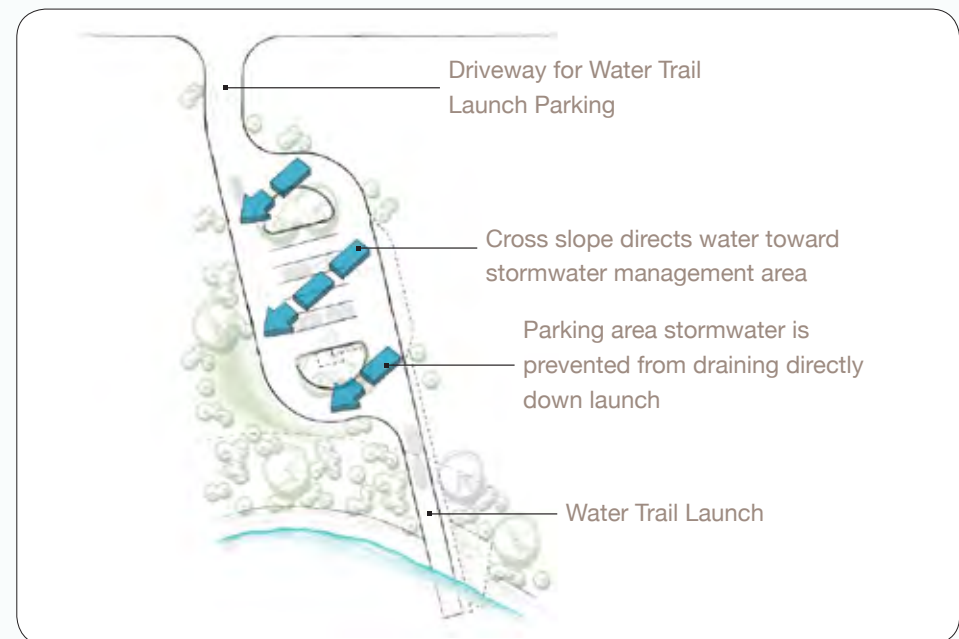 Driveway for Water Trail
Launch Parking
Cross slope directs water toward
stormwater management area
Parking area stormwater is
prevented from draining directly
down launch
Water Trail Launch